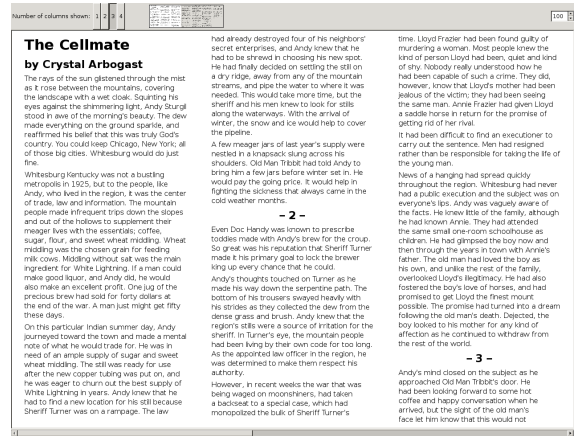 Number of columns shown: 1 2 3 4
100
The Cellmate
by Crystal Arbogast
The rays of the sun glistened through the mist
as it rose between the mountains, covering
the landscape with a wet cloak. Squinting his
eyes against the shimmering light, Andy Sturgil
stood in awe of the morning's beauty. The dew
made everything on the ground sparkle, and
reaffirmed his belief that this was truly God's
country. You could keep Chicago, New York; all
of those big cities. Whitesburg would do just
fine.
Whitesburg Kentucky was not a bustling
metropolis in 1925, but to the people, like
Andy, who lived in the region, it was the center
of trade, law and information. The mountain
people made infrequent trips down the slopes
and out of the hollows to supplement their
meager lives with the essentials; coffee,
sugar, flour, and sweet wheat middling. Wheat
middling was the chosen grain for feeding
milk cows. Middling without salt was the main
ingredient for White Lightning. If a man could
make good liquor, and Andy did, he would
also make an excellent profit. One jug of the
precious brew had sold for forty dollars at
the end of the war. A man just might get fifty
these days.
On this particular Indian summer day, Andy
journeyed toward the town and made a mental
note of what he would trade for. He was in
need of an ample supply of sugar and sweet
wheat middling. The still was ready for use
after the new copper tubing was put on, and
he was eager to churn out the best supply of
White Lightning in years. Andy knew that he
had to find a new location for his still because
Sheriff Turner was on a rampage. The law
had already destroyed four of his neighbors'
secret enterprises, and Andy knew that he
had to be shrewd in choosing his new spot.
He had finally decided on setting the still on
a dry ridge, away from any of the mountain
streams, and pipe the water to where it was
needed. This would take more time, but the
sheriff and his men knew to look for stills
along the waterways. With the arrival of
winter, the snow and ice would help to cover
the pipeline.
A few meager jars of last year's supply were
nestled in a knapsack slung across his
shoulders. Old Man Tribbit had told Andy to
bring him a few jars before winter set in. He
would pay the going price. It would help in
fighting the sickness that always came in the
cold weather months.
– 2 –
Even Doc Handy was known to prescribe
toddies made with Andy's brew for the croup.
So great was his reputation that Sheriff Turner
made it his primary goal to lock the brewer
king up every chance that he could.
Andy's thoughts touched on Turner as he
made his way down the serpentine path. The
bottom of his trousers swayed heavily with
his strides as they collected the dew from the
dense grass and brush. Andy knew that the
region's stills were a source of irritation for the
sheriff. In Turner's eye, the mountain people
had been living by their own code for too long.
As the appointed law officer in the region, he
was determined to make them respect his
authority.
However, in recent weeks the war that was
being waged on moonshiners, had taken
a backseat to a special case, which had
monopolized the bulk of Sheriff Turner's
time. Lloyd Frazier had been found guilty of
murdering a woman. Most people knew the
kind of person Lloyd had been, quiet and kind
of shy. Nobody really understood how he
had been capable of such a crime. They did,
however, know that Lloyd's mother had been
jealous of the victim; they had been seeing
the same man. Annie Frazier had given Lloyd
a saddle horse in return for the promise of
getting rid of her rival.
It had been difficult to find an executioner to
carry out the sentence. Men had resigned
rather than be responsible for taking the life of
the young man.
News of a hanging had spread quickly
throughout the region. Whitesburg had never
had a public execution and the subject was on
everyone's lips. Andy was vaguely aware of
the facts. He knew little of the family, although
he had known Annie. They had attended
the same small one-room schoolhouse as
children. He had glimpsed the boy now and
then through the years in town with Annie's
father. The old man had loved the boy as
his own, and unlike the rest of the family,
overlooked Lloyd's illegitimacy. He had also
fostered the boy's love of horses, and had
promised to get Lloyd the finest mount
possible. The promise had turned into a dream
following the old man's death. Dejected, the
boy looked to his mother for any kind of
affection as he continued to withdraw from
the rest of the world.
– 3 –
Andy's mind closed on the subject as he
approached Old Man Tribbit's door. He
had been looking forward to some hot
coffee and happy conversation when he
arrived, but the sight of the old man's
face let him know that this would not